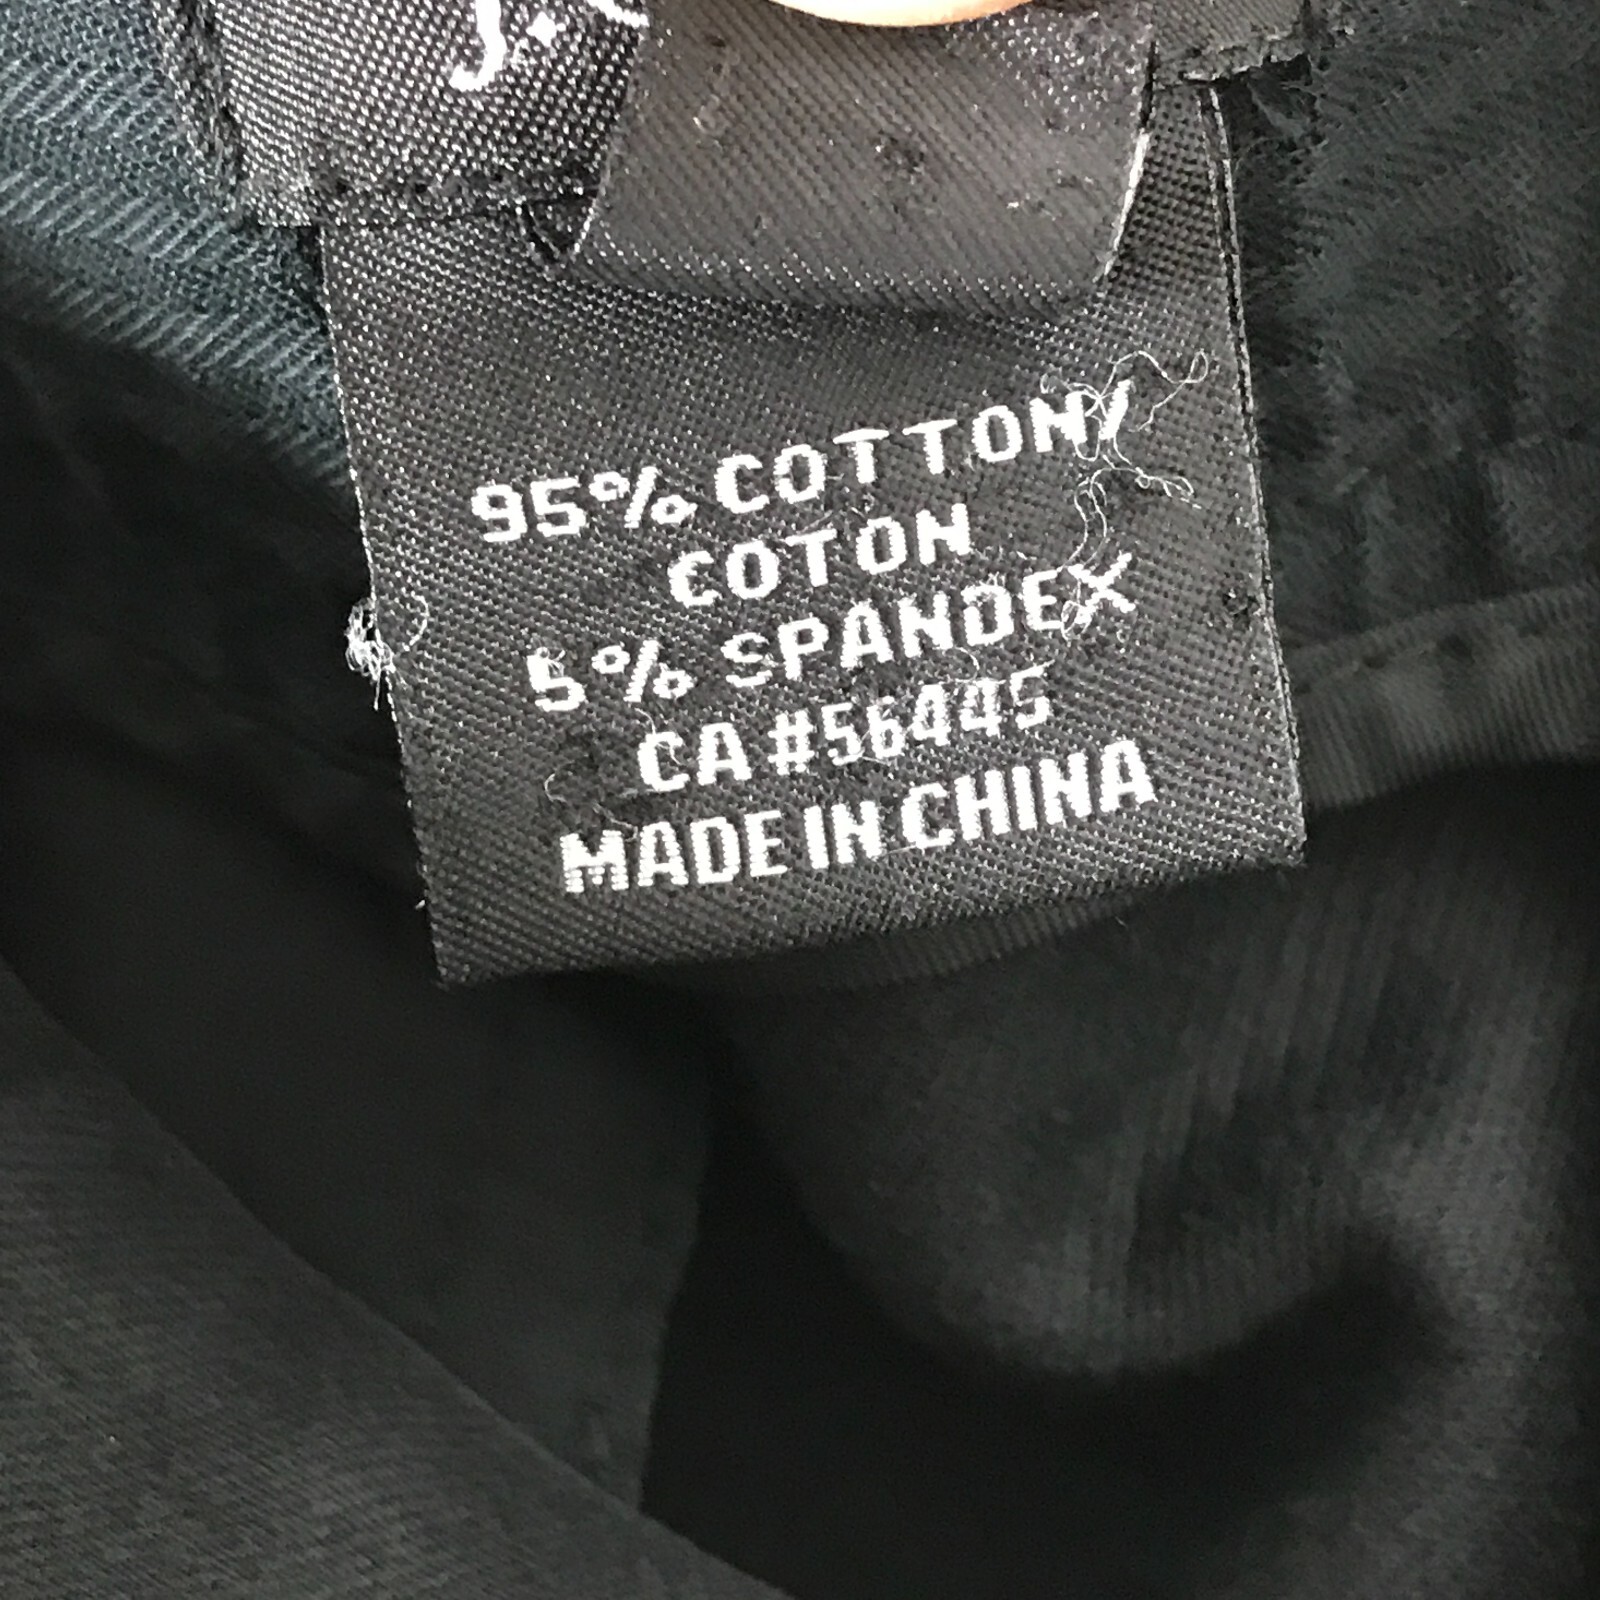 95% COTTON/
COTON
5% SPANDEX
CA #56445
MADE IN CHINA